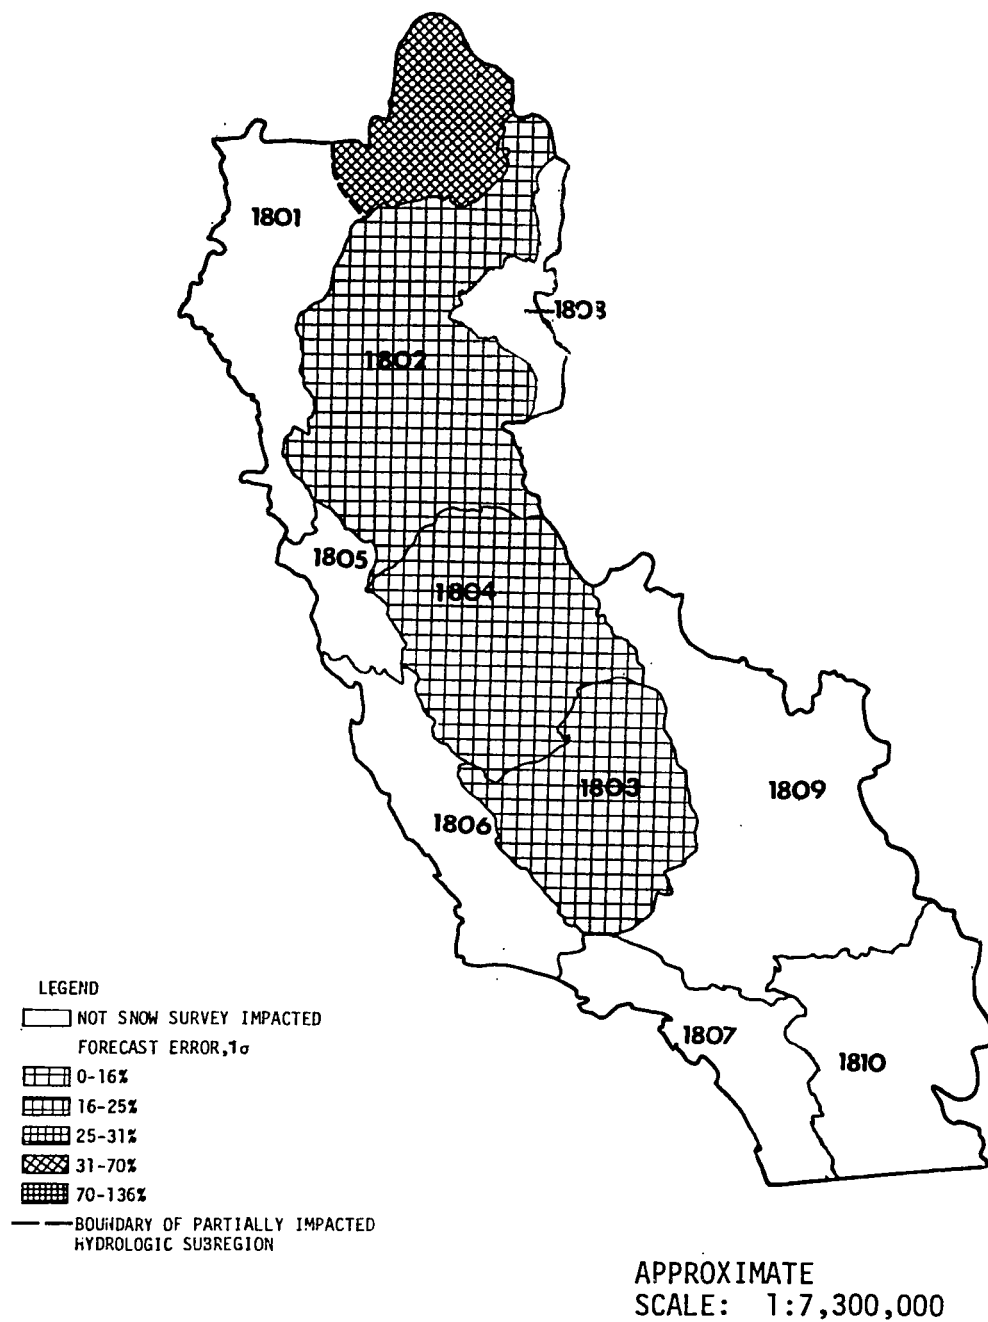 1801
1808
1802
1805
1804
1803
1809
1806
1807
1810
LEGEND
NOT SNOW SURVEY IMPACTED
FORECAST ERROR,1σ
0-16%
16-25%
25-31%
31-70%
70-136%
BOUNDARY OF PARTIALLY IMPACTED
HYDROLOGIC SUBREGION
APPROXIMATE
SCALE: 1:7,300,000